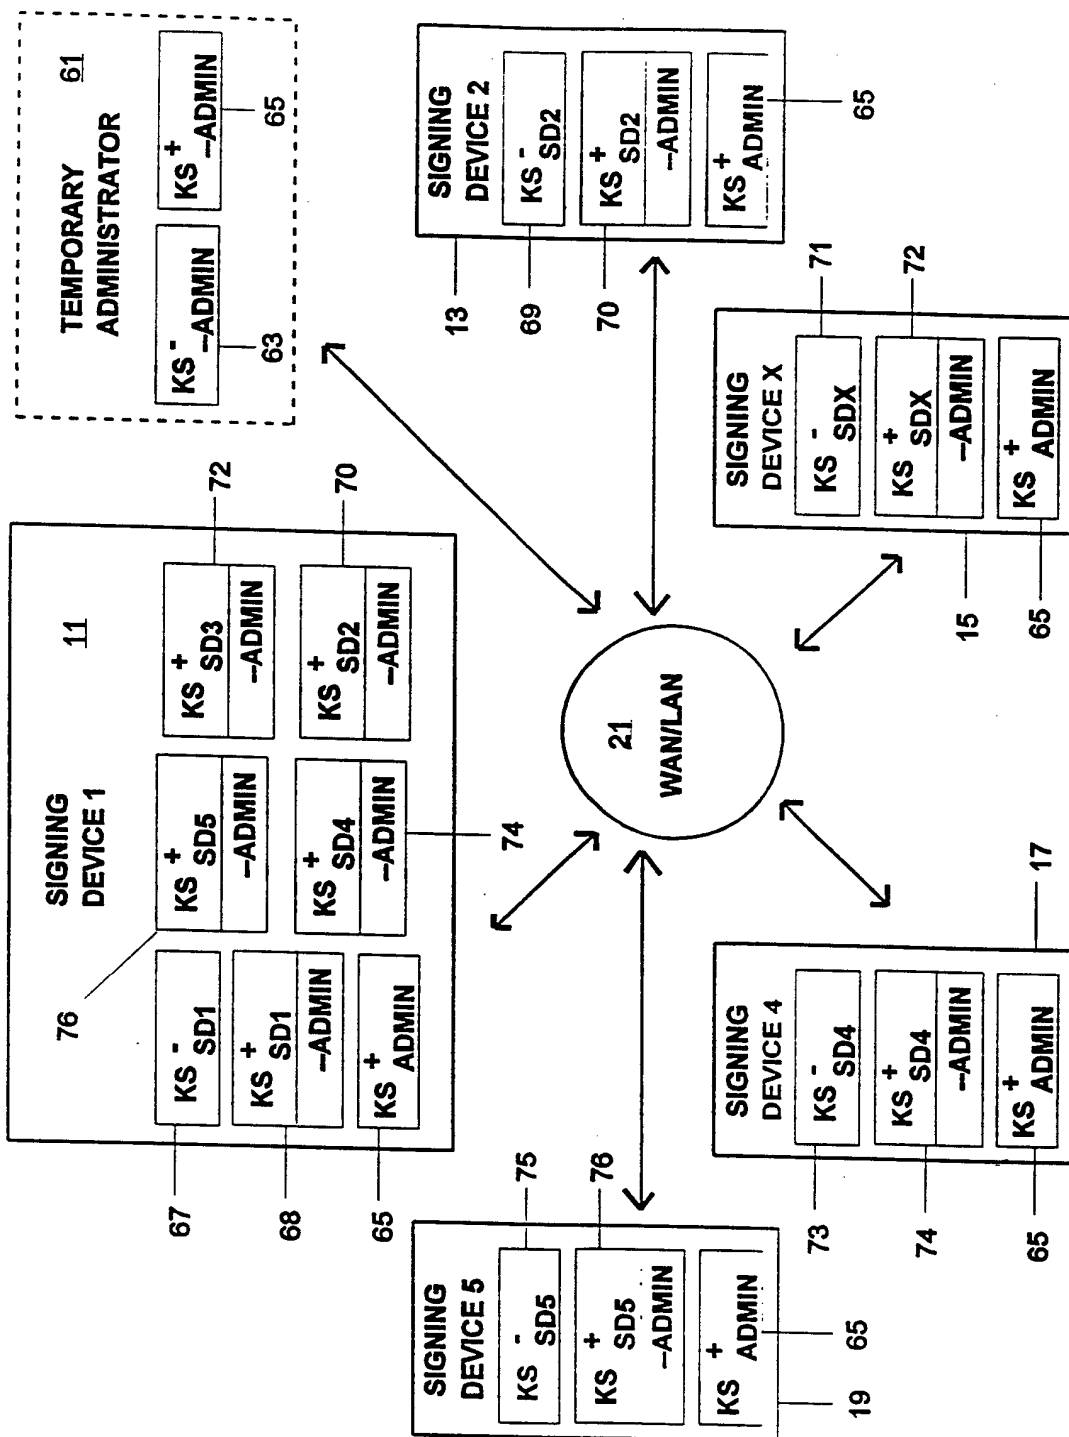 SIGNING
DEVICE 1
11
KS -
SD1
67
KS +
SD1
–ADMIN
68
KS +
ADMIN
65
76
KS +
SD5
–ADMIN
KS +
SD4
–ADMIN
74
KS +
SD3
–ADMIN
72
KS +
SD2
–ADMIN
70
TEMPORARY
ADMINISTRATOR
61
KS -
–ADMIN
63
KS +
–ADMIN
65
SIGNING
DEVICE 5
KS -
SD5
75
KS +
SD5
–ADMIN
76
KS +
ADMIN
65
19
21
WAN/LAN
SIGNING
DEVICE 2
13
KS -
SD2
69
KS +
SD2
–ADMIN
70
KS +
ADMIN
65
SIGNING
DEVICE 4
KS -
SD4
73
KS +
SD4
–ADMIN
74
KS +
ADMIN
65
17
SIGNING
DEVICE X
KS -
SDX
71
KS +
SDX
–ADMIN
72
KS +
ADMIN
65
15